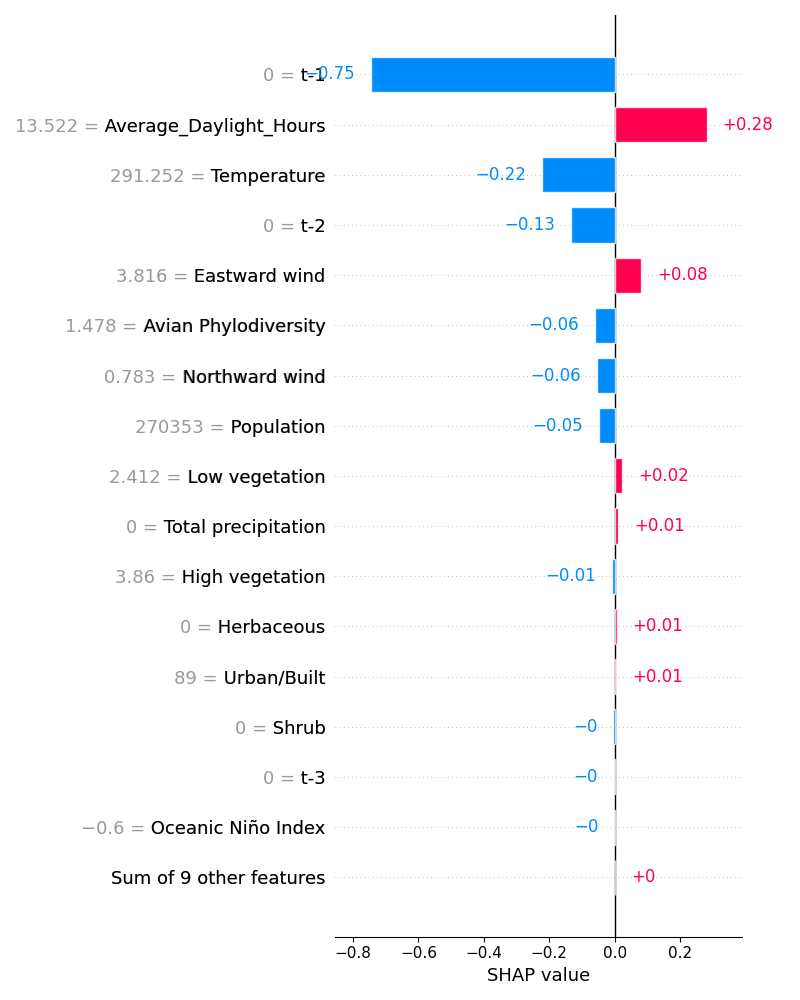 0 = t-1 −0.75
13.522 = Average_Daylight_Hours +0.28
291.252 = Temperature −0.22
0 = t-2 −0.13
3.816 = Eastward wind +0.08
1.478 = Avian Phylodiversity −0.06
0.783 = Northward wind −0.06
270353 = Population −0.05
2.412 = Low vegetation +0.02
0 = Total precipitation +0.01
3.86 = High vegetation −0.01
0 = Herbaceous +0.01
89 = Urban/Built +0.01
0 = Shrub −0
0 = t-3 −0
−0.6 = Oceanic Niño Index −0
Sum of 9 other features +0
−0.8 −0.6 −0.4 −0.2 0.0 0.2
SHAP value